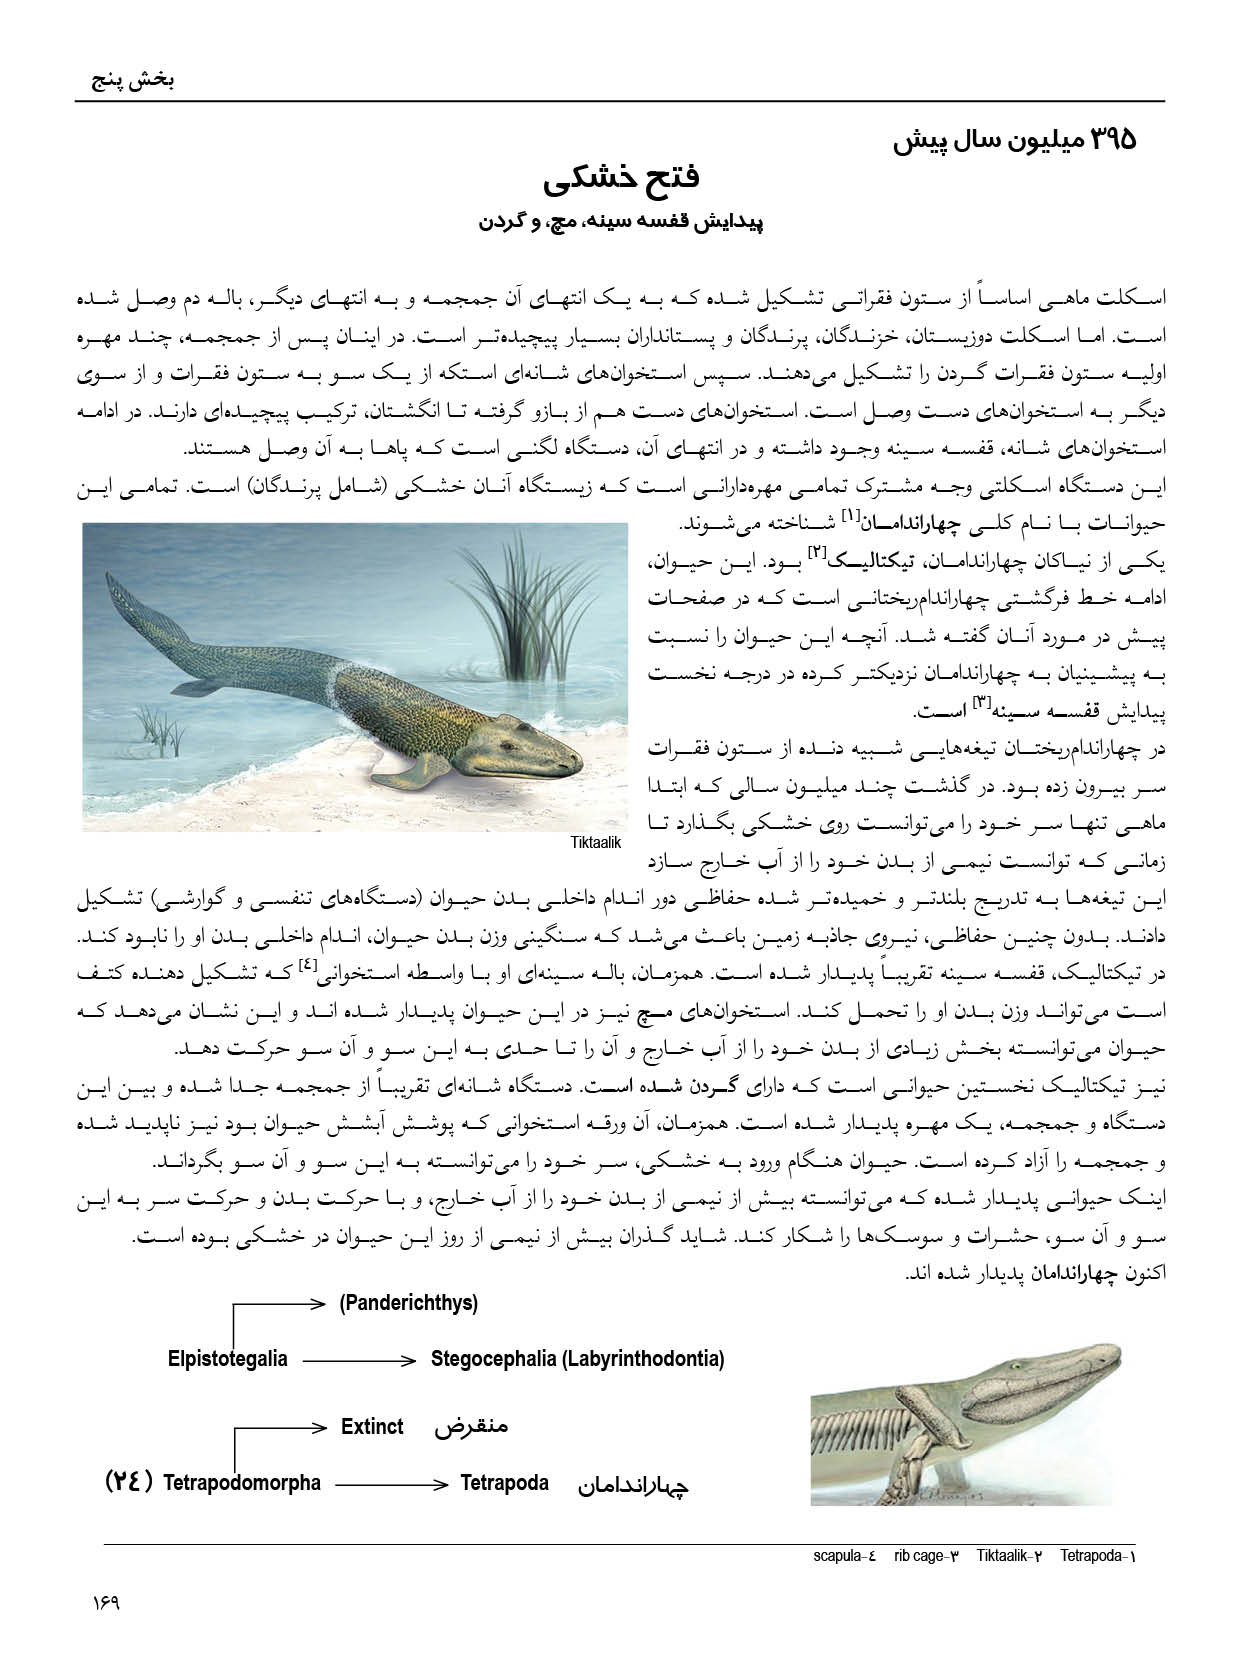 بخش پنج
۳۹۵ میلیون سال پیش
فتح خشکی
پیدایش قفسه سینه، مچ، و گردن
اسکلت ماهی اساساً از ستون فقراتی تشکیل شده که به یک انتهای آن جمجمه و به انتهای دیگر، باله دم وصل شده
است. اما اسکلت دوزیستان، خزندگان، پرندگان و پستانداران بسیار پیچیده‌تر است. در اینان پس از جمجمه، چند مهره
اولیه ستون فقرات گردن را تشکیل می‌دهند. سپس استخوان‌های شانه‌ای استکه از یک سو به ستون فقرات و از سوی
دیگر به استخوان‌های دست وصل است. استخوان‌های دست هم از بازو گرفته تا انگشتان، ترکیب پیچیده‌ای دارند. در ادامه
استخوان‌های شانه، قفسه سینه وجود داشته و در انتهای آن، دستگاه لگنی است که پاها به آن وصل هستند.
این دستگاه اسکلتی وجه مشترک تمامی مهره‌دارانی است که زیستگاه آنان خشکی (شامل پرندگان) است. تمامی این
حیوانات با نام کلی چهاراندامان[۱] شناخته می‌شوند.
یکی از نیاکان چهاراندامان، تیکتالیک[۲] بود. این حیوان،
ادامه خط فرگشتی چهاراندام‌ریختانی است که در صفحات
پیش در مورد آنان گفته شد. آنچه این حیوان را نسبت
به پیشینیان به چهاراندامان نزدیکتر کرده در درجه نخست
پیدایش قفسه سینه[۳] است.
در چهاراندام‌ریختان تیغه‌هایی شبیه دنده از ستون فقرات
سر بیرون زده بود. در گذشت چند میلیون سالی که ابتدا
ماهی تنها سر خود را می‌توانست روی خشکی بگذارد تا
زمانی که توانست نیمی از بدن خود را از آب خارج سازد
Tiktaalik
این تیغه‌ها به تدریج بلندتر و خمیده‌تر شده حفاظی دور اندام داخلی بدن حیوان (دستگاه‌های تنفسی و گوارشی) تشکیل
دادند. بدون چنین حفاظی، نیروی جاذبه زمین باعث می‌شد که سنگینی وزن بدن حیوان، اندام داخلی بدن او را نابود کند.
در تیکتالیک، قفسه سینه تقریباً پدیدار شده است. همزمان، باله سینه‌ای او با واسطه استخوانی[٤] که تشکیل دهنده کتف
است می‌تواند وزن بدن او را تحمل کند. استخوان‌های مچ نیز در این حیوان پدیدار شده اند و این نشان می‌دهد که
حیوان می‌توانسته بخش زیادی از بدن خود را از آب خارج و آن را تا حدی به این سو و آن سو حرکت دهد.
نیز تیکتالیک نخستین حیوانی است که دارای گردن شده است. دستگاه شانه‌ای تقریباً از جمجمه جدا شده و بین این
دستگاه و جمجمه، یک مهره پدیدار شده است. همزمان، آن ورقه استخوانی که پوشش آبشش حیوان بود نیز ناپدید شده
و جمجمه را آزاد کرده است. حیوان هنگام ورود به خشکی، سر خود را می‌توانسته به این سو و آن سو بگرداند.
اینک حیوانی پدیدار شده که می‌توانسته بیش از نیمی از بدن خود را از آب خارج، و با حرکت بدن و حرکت سر به این
سو و آن سو، حشرات و سوسک‌ها را شکار کند. شاید گذران بیش از نیمی از روز این حیوان در خشکی بوده است.
اکنون چهاراندامان پدیدار شده اند.
(Panderichthys)
Elpistotegalia Stegocephalia (Labyrinthodontia)
Extinct منقرض
(۲٤) Tetrapodomorpha Tetrapoda چهاراندامان
۱-Tetrapoda ۲-Tiktaalik ۳-rib cage ٤-scapula
۱۶۹